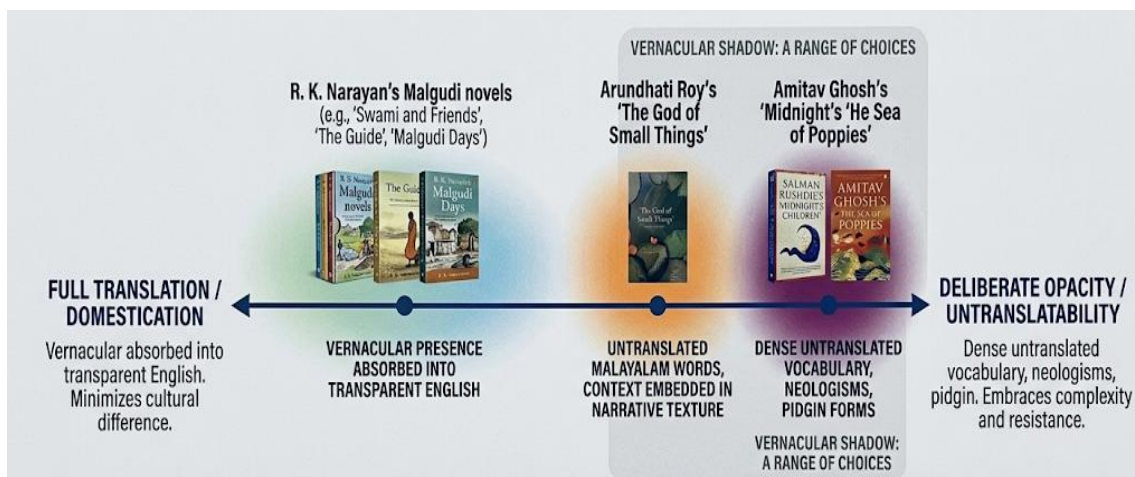 VERNACULAR SHADOW: A RANGE OF CHOICES
R. K. Narayan's Malgudi novels
(e.g., 'Swami and Friends',
'The Guide', 'Malgudi Days')
Arundhati Roy's
'The God of
Small Things'
Amitav Ghosh's
'Midnight's 'He Sea
of Poppies'
Malgudi
novels
The Guide
R. K. Narayan
Malgudi
Days
'The God of
Small Things'
SALMAN
RUSHDIE'S
MIDNIGHT'S
CHILDREN'
AMITAV
GHOSH'S
THE SEA OF
POPPIES
FULL TRANSLATION /
DOMESTICATION
Vernacular absorbed into
transparent English.
Minimizes cultural
difference.
VERNACULAR PRESENCE
ABSORBED INTO
TRANSPARENT ENGLISH
UNTRANSLATED
MALAYALAM WORDS,
CONTEXT EMBEDDED IN
NARRATIVE TEXTURE
DENSE UNTRANSLATED
VOCABULARY,
NEOLOGISMS,
PIDGIN FORMS
VERNACULAR SHADOW:
A RANGE OF CHOICES
DELIBERATE OPACITY /
UNTRANSLATABILITY
Dense untranslated
vocabulary, neologisms,
pidgin. Embraces complexity
and resistance.